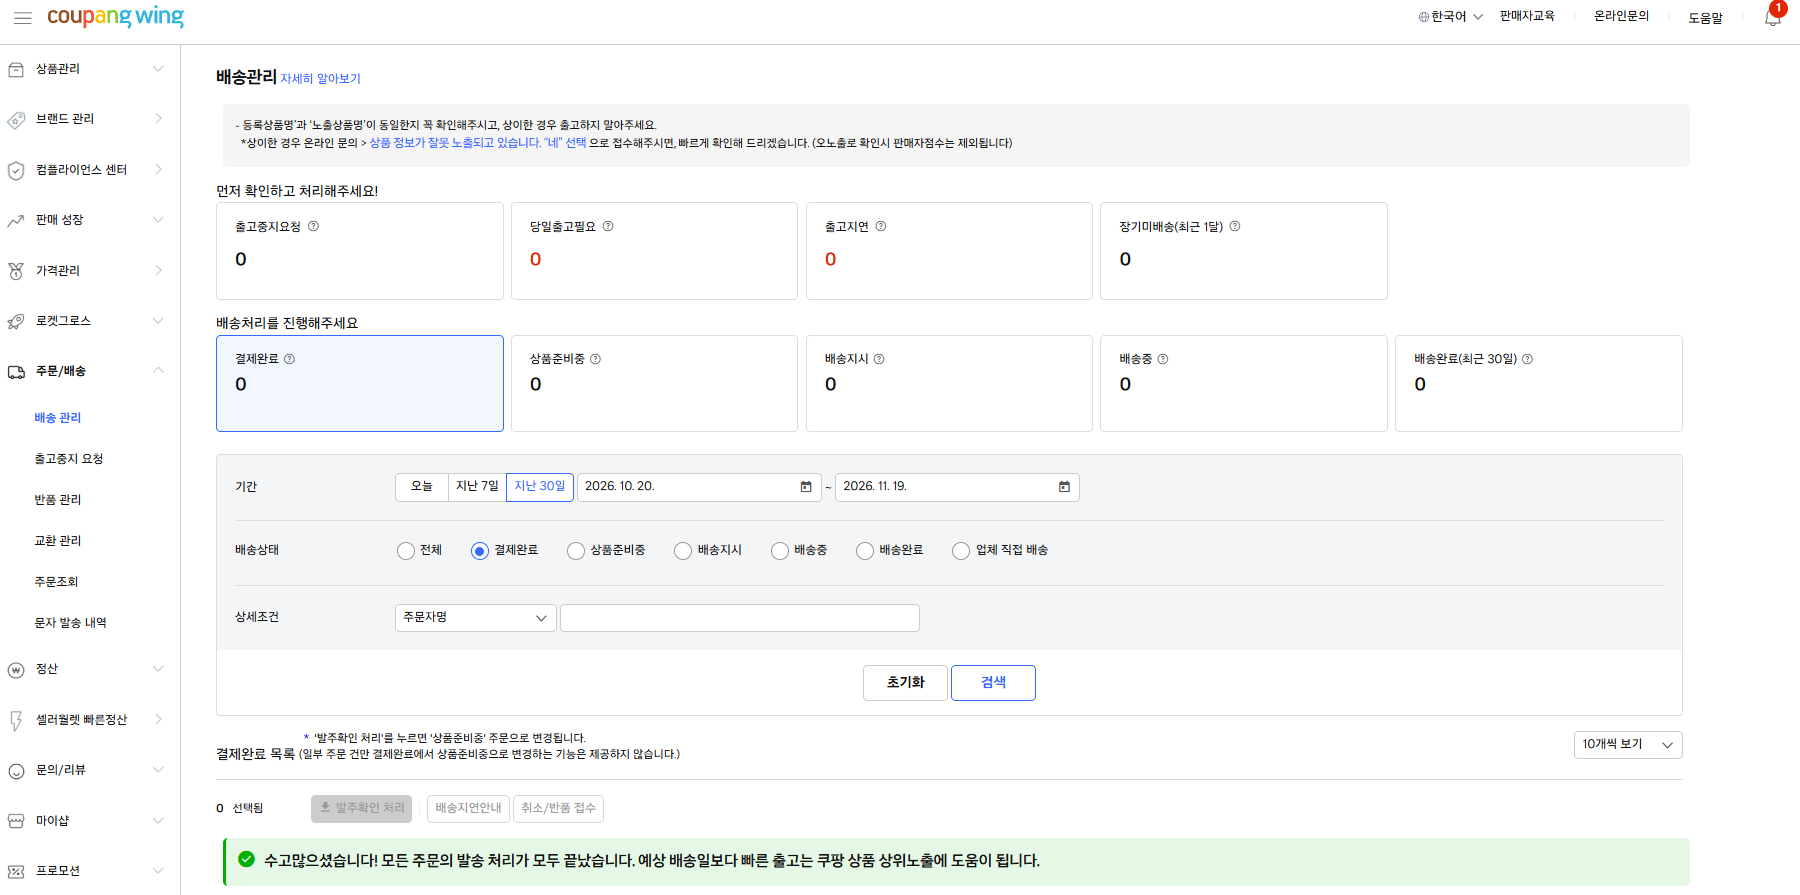 coupang wing
한국어
판매자교육
온라인문의
도움말
1
상품관리
브랜드 관리
컴플라이언스 센터
판매 성장
가격관리
로켓그로스
주문/배송
배송 관리
출고중지 요청
반품 관리
교환 관리
주문조회
문자 발송 내역
정산
셀러월렛 빠른정산
문의/리뷰
마이샵
프로모션
배송관리 자세히 알아보기
- 등록상품명'과 '노출상품명'이 동일한지 꼭 확인해주시고, 상이한 경우 출고하지 말아주세요.
*상이한 경우 온라인 문의 > 상품 정보가 잘못 노출되고 있습니다. "네" 선택 으로 접수해주시면, 빠르게 확인해 드리겠습니다. (오노출로 확인시 판매자점수는 제외됩니다)
먼저 확인하고 처리해주세요!
출고중지요청
0
당일출고필요
0
출고지연
0
장기미배송(최근 1달)
0
배송처리를 진행해주세요
결제완료
0
상품준비중
0
배송지시
0
배송중
0
배송완료(최근 30일)
0
기간
오늘
지난 7일
지난 30일
2026. 10. 20.
~
2026. 11. 19.
배송상태
전체
결제완료
상품준비중
배송지시
배송중
배송완료
업체 직접 배송
상세조건
주문자명
초기화
검색
* '발주확인 처리'를 누르면 '상품준비중' 주문으로 변경됩니다.
결제완료 목록 (일부 주문 건만 결제완료에서 상품준비중으로 변경하는 기능은 제공하지 않습니다.)
10개씩 보기
0 선택됨
발주확인 처리
배송지연안내
취소/반품 접수
수고많으셨습니다! 모든 주문의 발송 처리가 모두 끝났습니다. 예상 배송일보다 빠른 출고는 쿠팡 상품 상위노출에 도움이 됩니다.